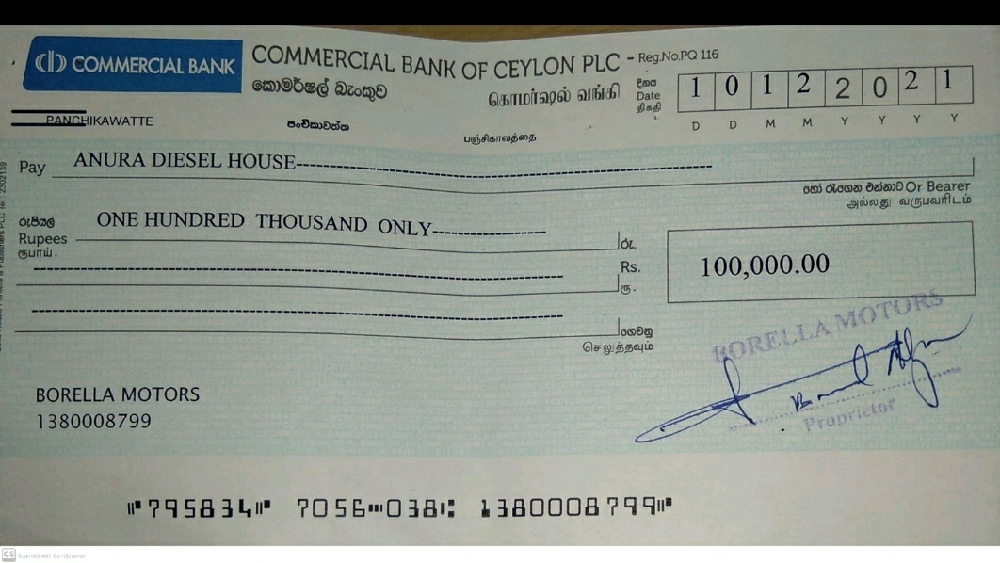 COMMERCIAL BANK
COMMERCIAL BANK OF CEYLON PLC - Reg.No.PQ 116
කොමර්ෂල් බැංකුව
கொமர்ஷல் வங்கி
දිනය
Date
திகதி
1 0 1 2 2 0 2 1
D D M M Y Y Y Y
PANCHIKAWATTE
පංචිකාවත්ත
பஞ்சிகாவத்தை
Pay ANURA DIESEL HOUSE
හෝ රැගෙන එන්නාට Or Bearer
அல்லது வருபவரிடம்
රුපියල්
Rupees
ரூபாய்
ONE HUNDRED THOUSAND ONLY
රු.
Rs.
ரூ.
100,000.00
ගෙවනු
செலுத்தவும்
BORELLA MOTORS
Proprietor
BORELLA MOTORS
1380008799
⑈795834⑈ 7056⑉038⑆ 1380008799⑈
CS